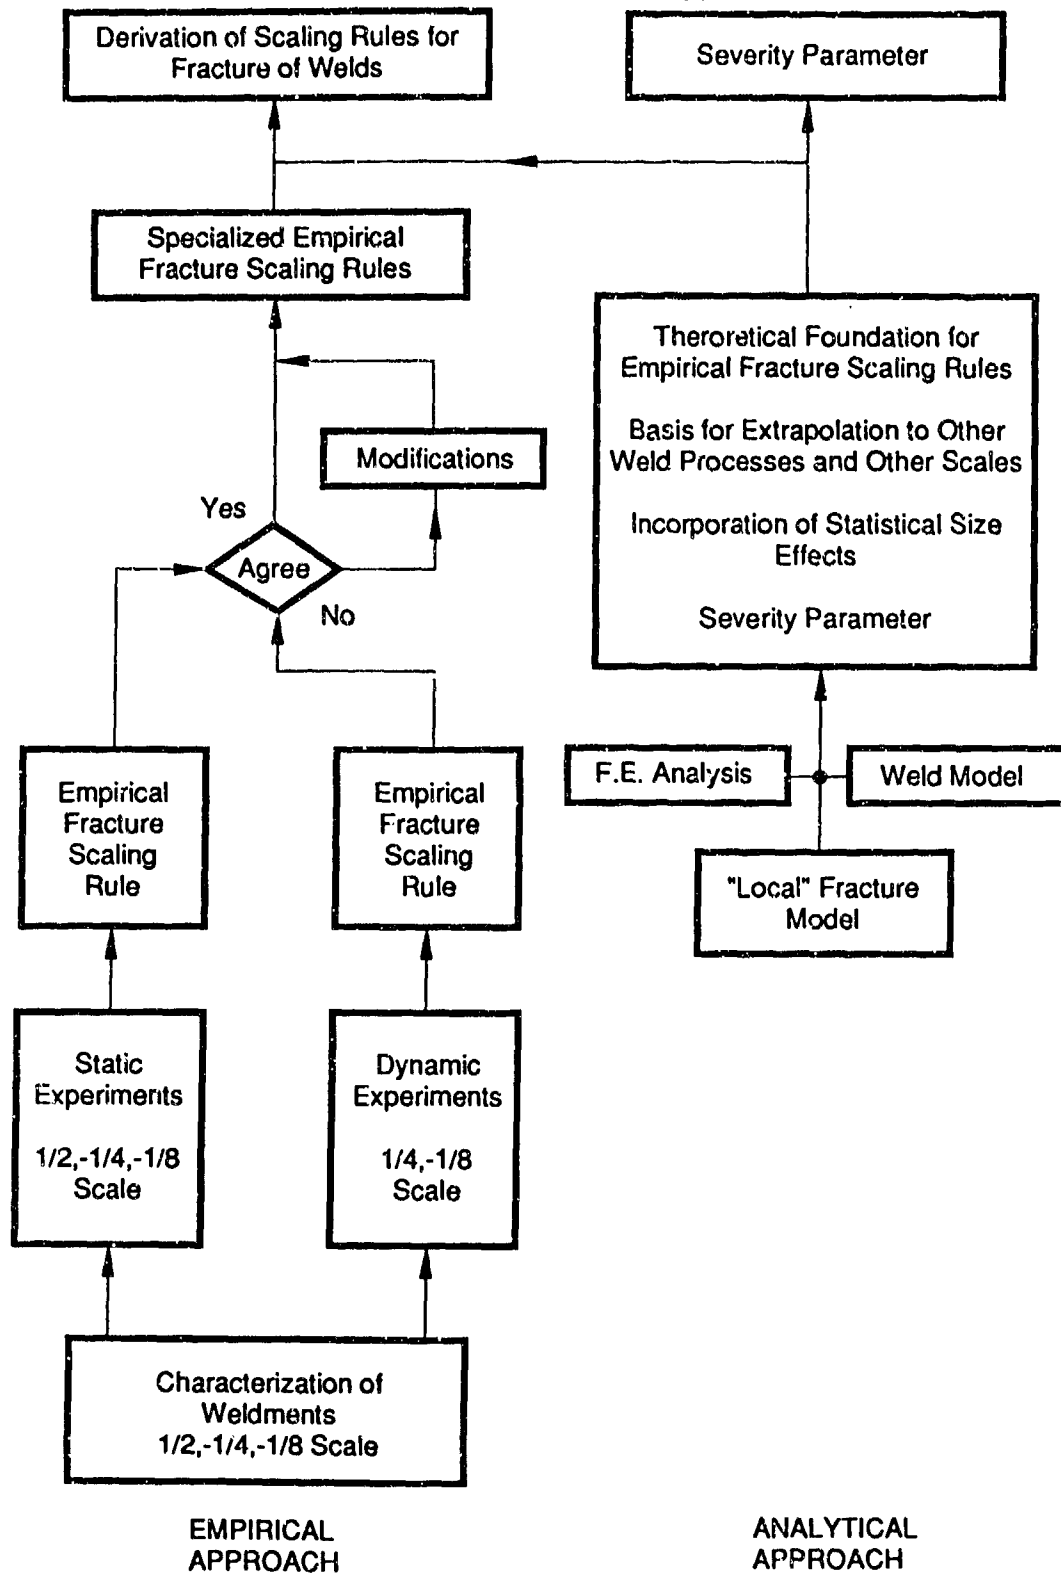 Derivation of Scaling Rules for
Fracture of Welds
Severity Parameter
Specialized Empirical
Fracture Scaling Rules
Theroretical Foundation for
Empirical Fracture Scaling Rules
Basis for Extrapolation to Other
Weld Processes and Other Scales
Incorporation of Statistical Size
Effects
Severity Parameter
Modifications
Yes
Agree
No
Empirical
Fracture
Scaling
Rule
Empirical
Fracture
Scaling
Rule
F.E. Analysis
Weld Model
"Local" Fracture
Model
Static
Experiments
1/2,-1/4,-1/8
Scale
Dynamic
Experiments
1/4,-1/8
Scale
Characterization of
Weldments
1/2,-1/4,-1/8 Scale
EMPIRICAL
APPROACH
ANALYTICAL
APPROACH